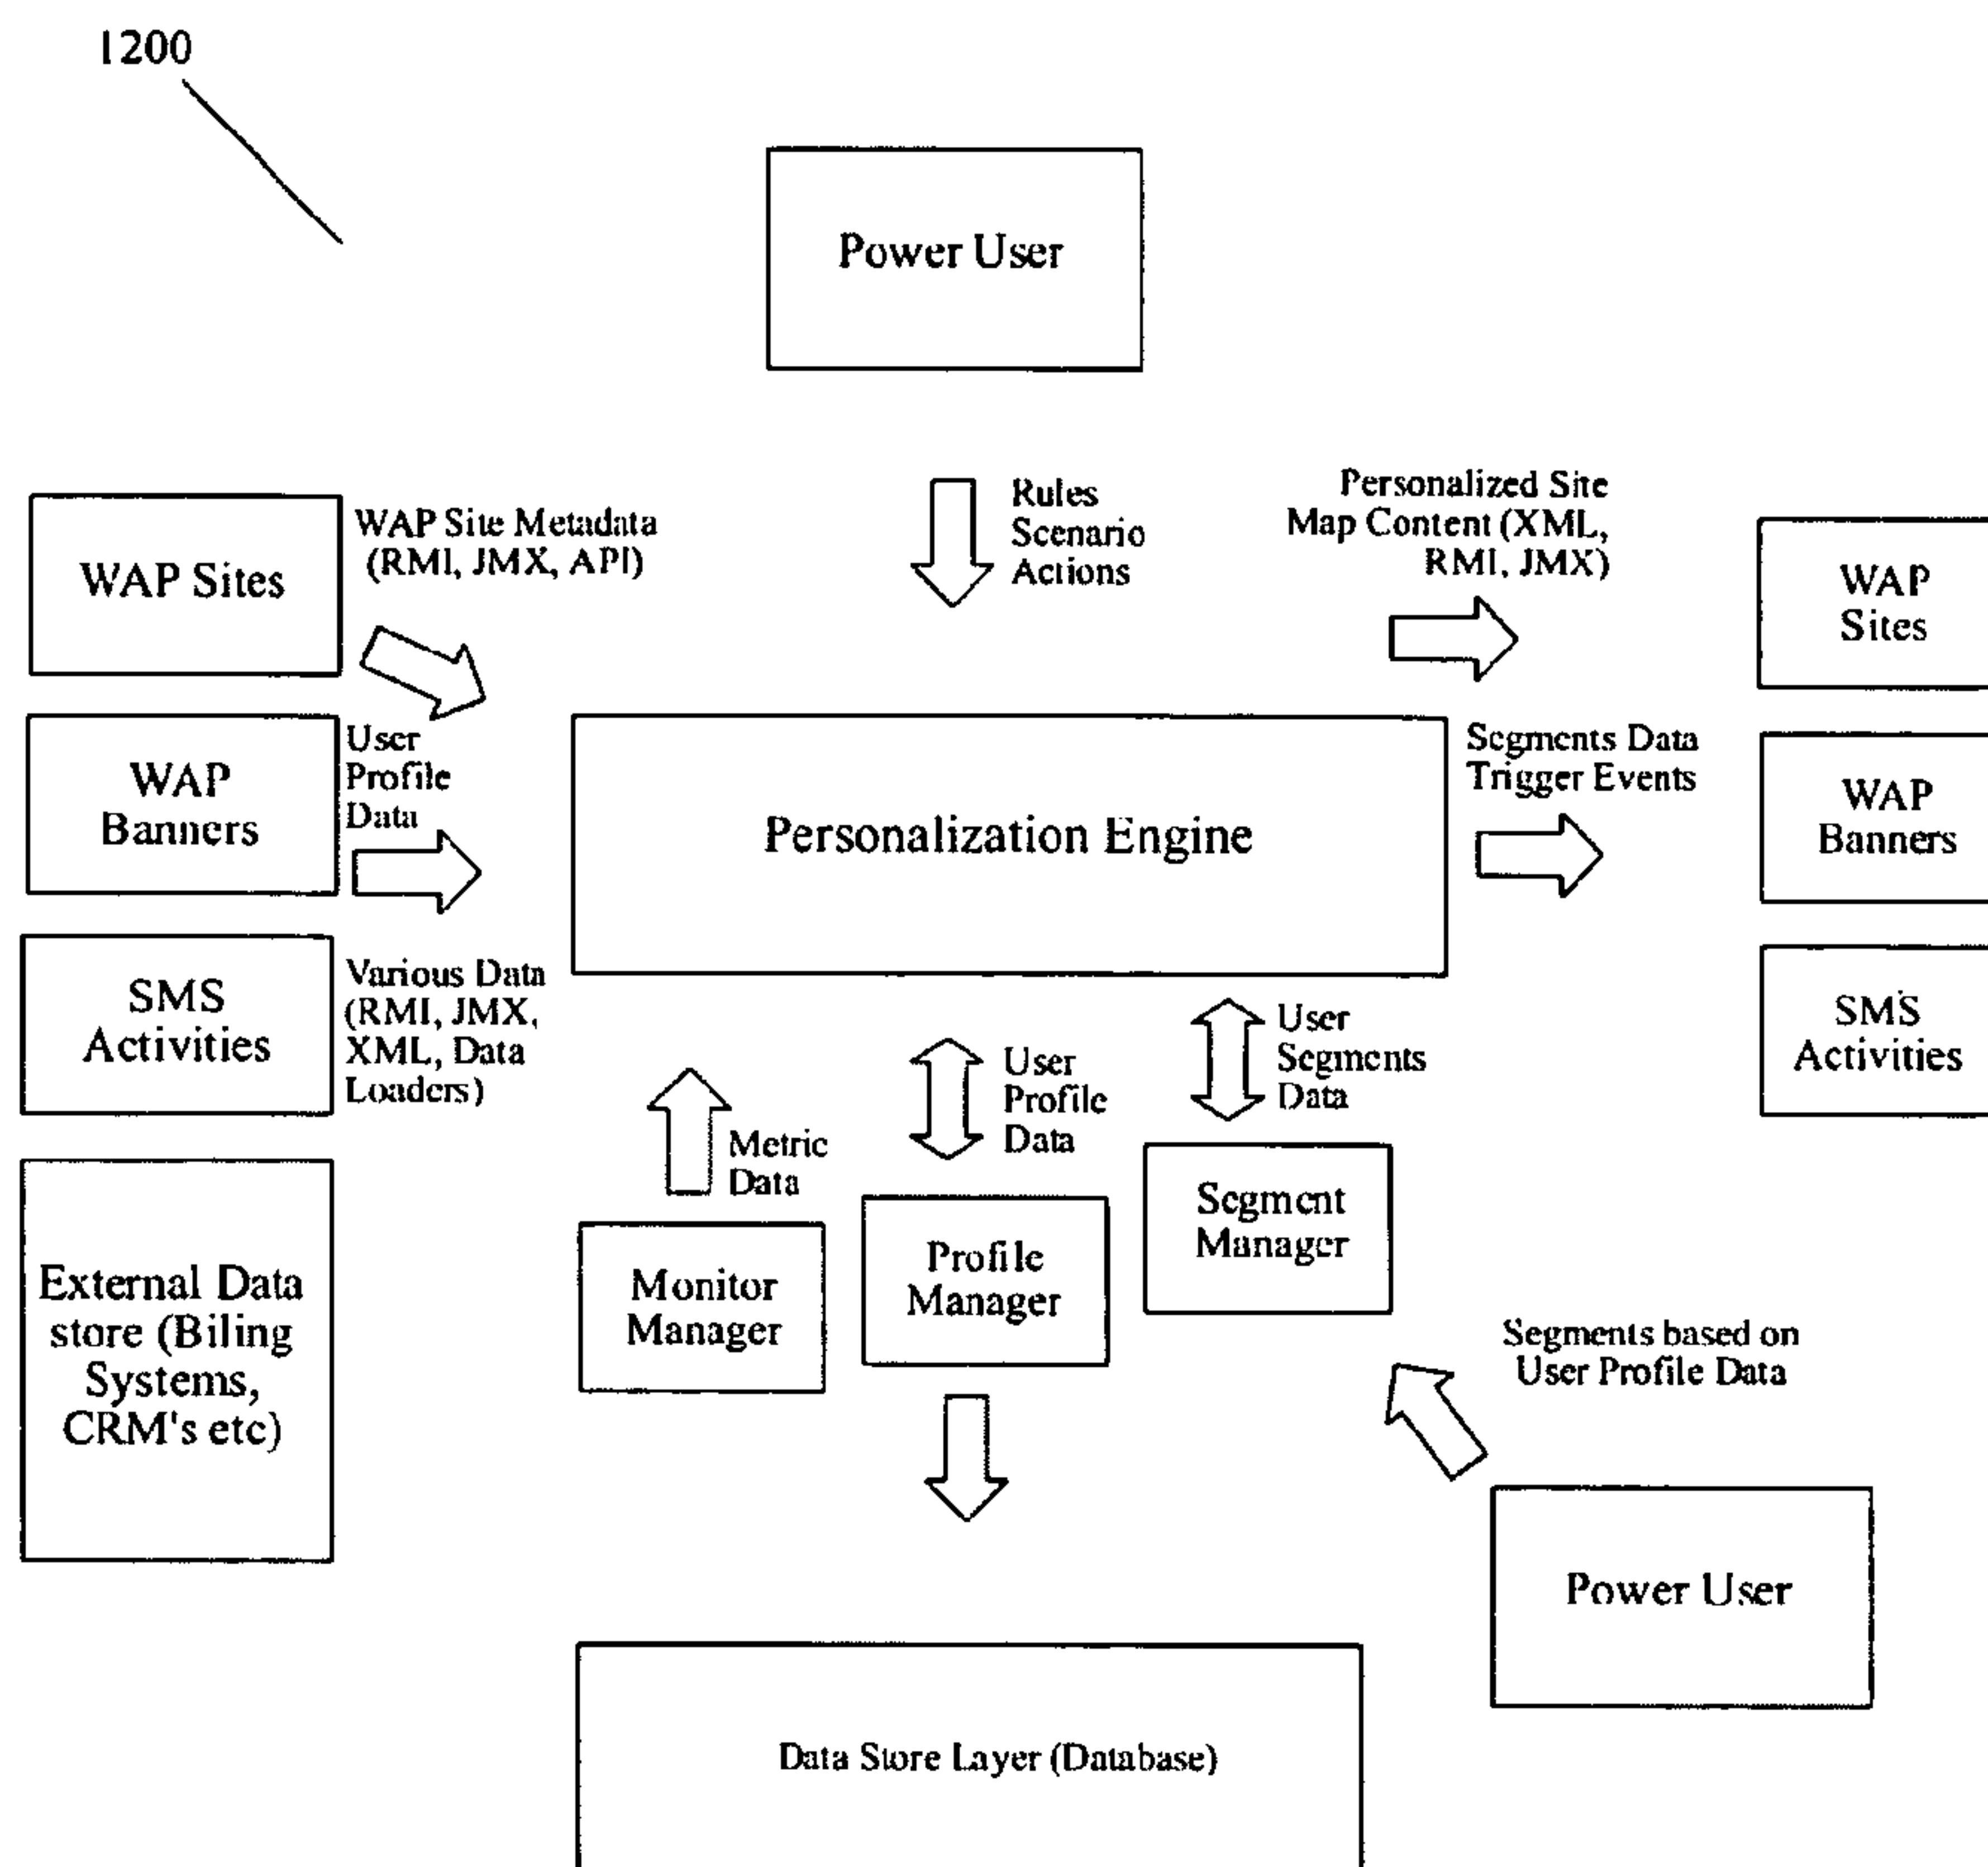 1200
Power User
Rules
Scenario
Actions
Personalized Site
Map Content (XML,
RMI, JMX)
WAP Sites
WAP Site Metadata
(RMI, JMX, API)
WAP
Sites
WAP
Banners
User
Profile
Data
Personalization Engine
Segments Data
Trigger Events
WAP
Banners
SMS
Activities
Various Data
(RMI, JMX,
XML, Data
Loaders)
Metric
Data
User
Profile
Data
User
Segments
Data
SMS
Activities
External Data
store (Biling
Systems,
CRM's etc)
Monitor
Manager
Profile
Manager
Segment
Manager
Segments based on
User Profile Data
Power User
Data Store Layer (Database)